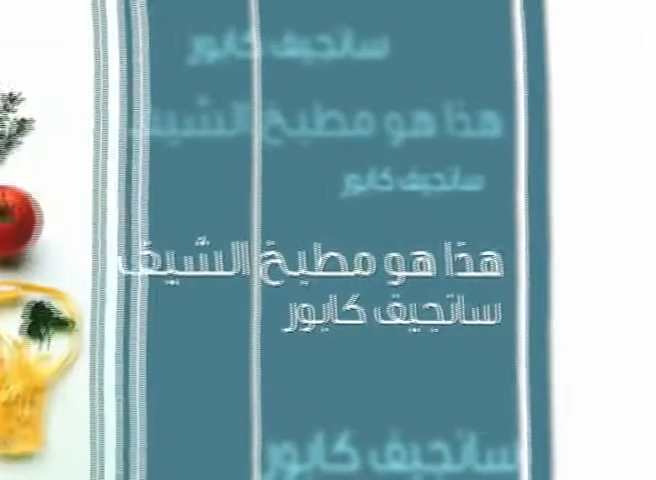 سانجيف كابور
هذا هو مطبخ الشيف
سانجيف كابور
هذا هو مطبخ الشيف
سانجيف كابور
سانجيف كابور